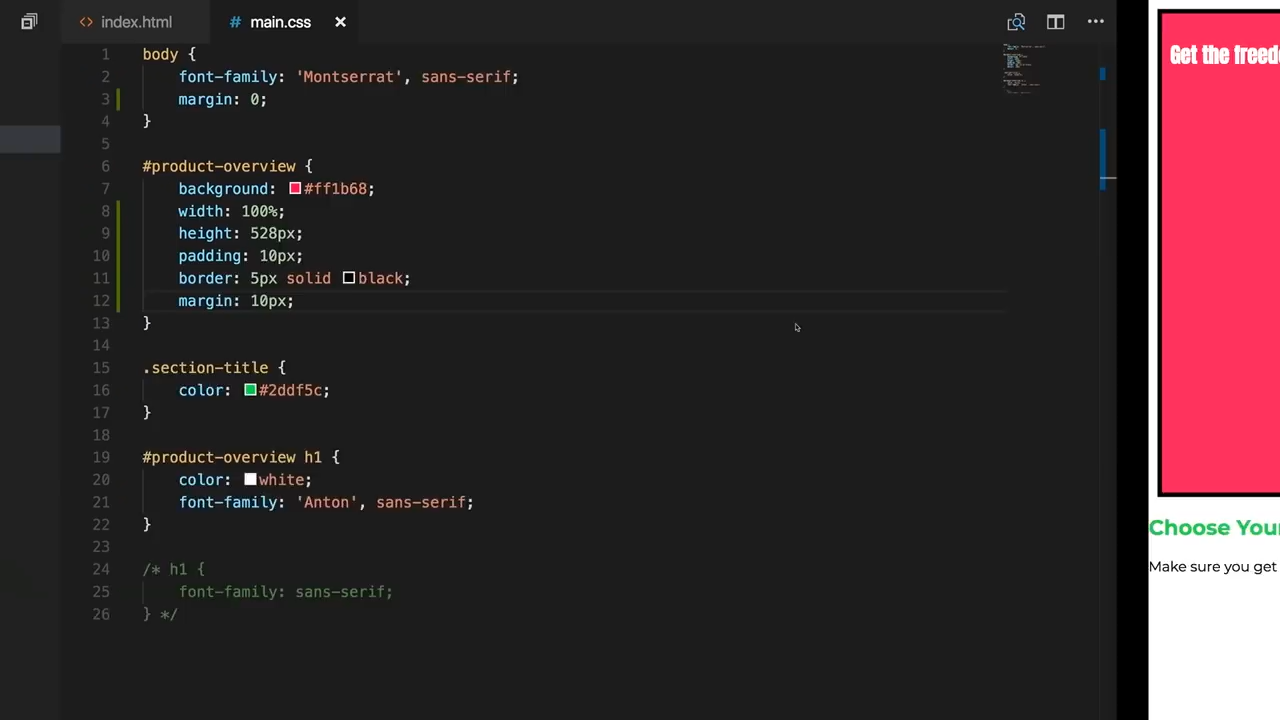 index.html
main.css
1 body {
2 font-family: 'Montserrat', sans-serif;
3 margin: 0;
4 }
5
6 #product-overview {
7 background: #ff1b68;
8 width: 100%;
9 height: 528px;
10 padding: 10px;
11 border: 5px solid black;
12 margin: 10px;
13 }
14
15 .section-title {
16 color: #2ddf5c;
17 }
18
19 #product-overview h1 {
20 color: white;
21 font-family: 'Anton', sans-serif;
22 }
23
24 /* h1 {
25 font-family: sans-serif;
26 } */
Get the freed
Choose Your
Make sure you get